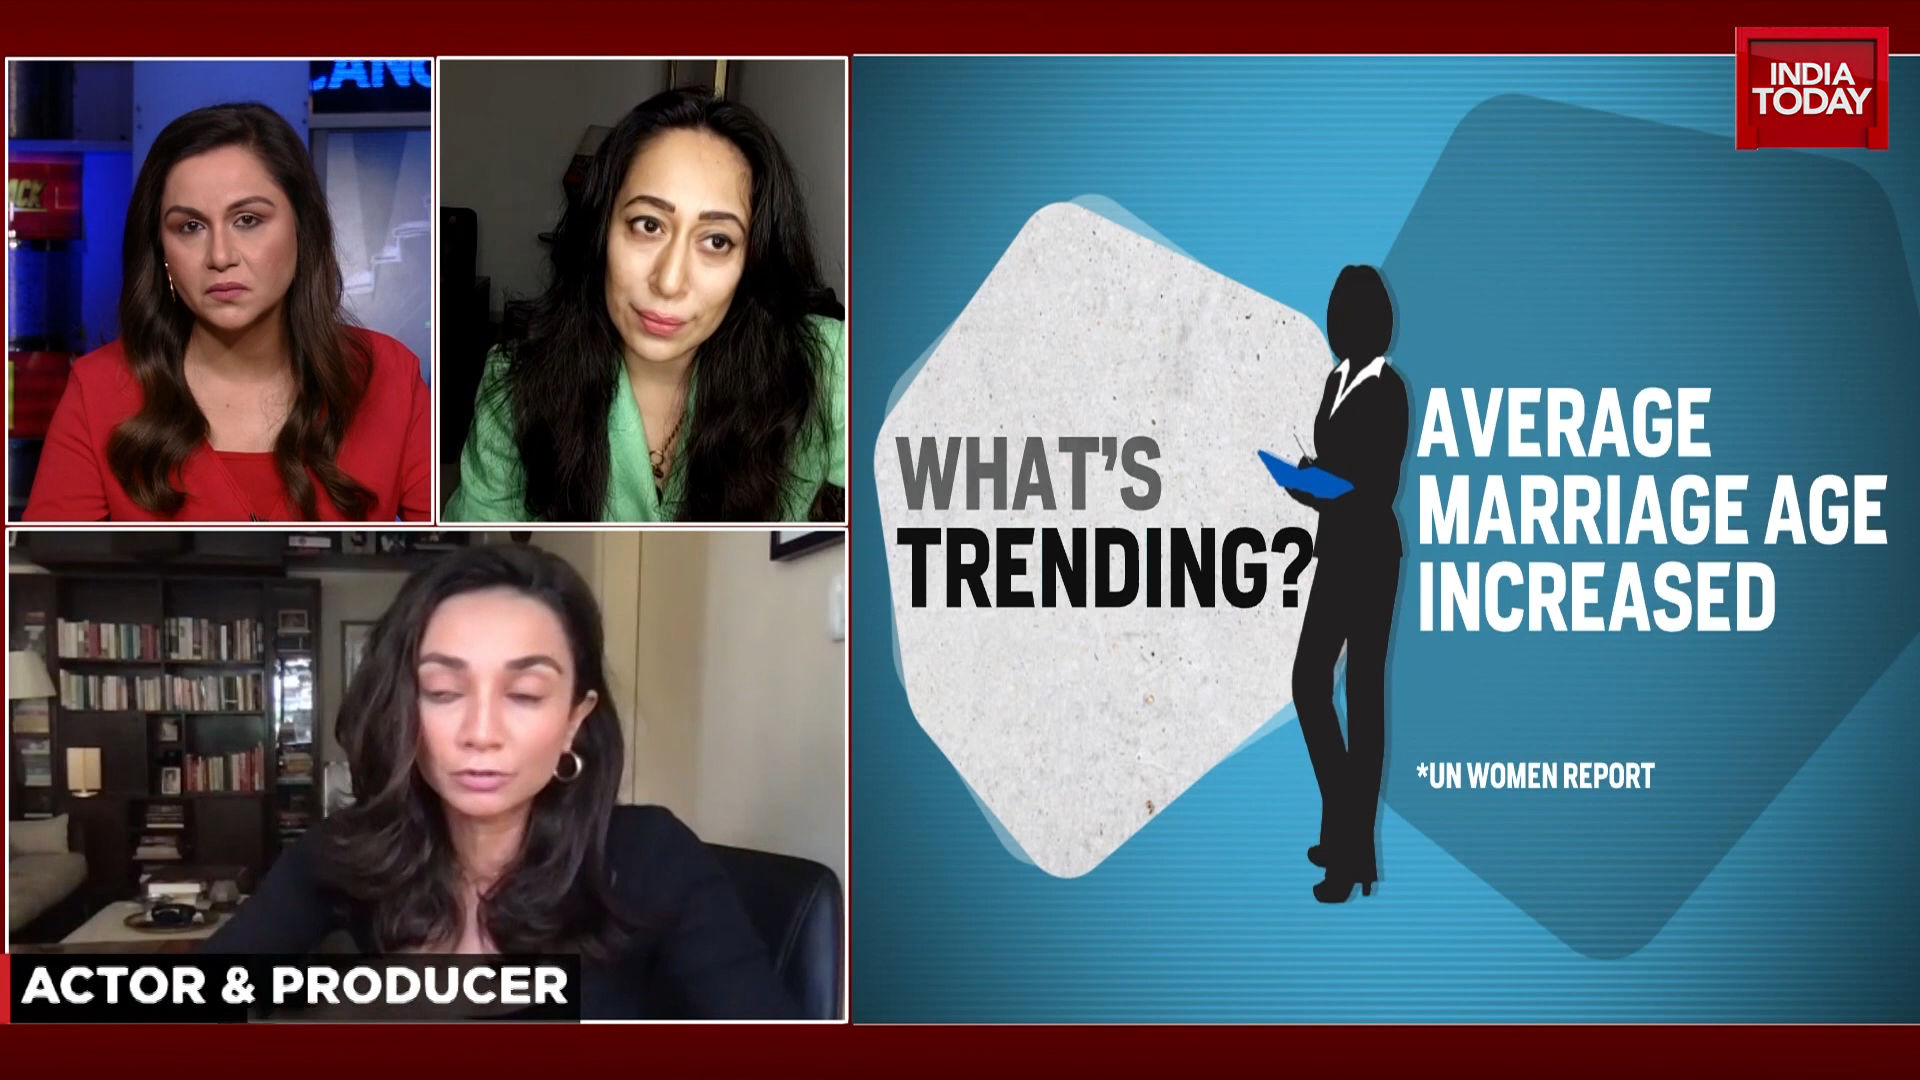 INDIA
TODAY
WHAT'S
TRENDING?
AVERAGE
MARRIAGE AGE
INCREASED
*UN WOMEN REPORT
ACTOR & PRODUCER